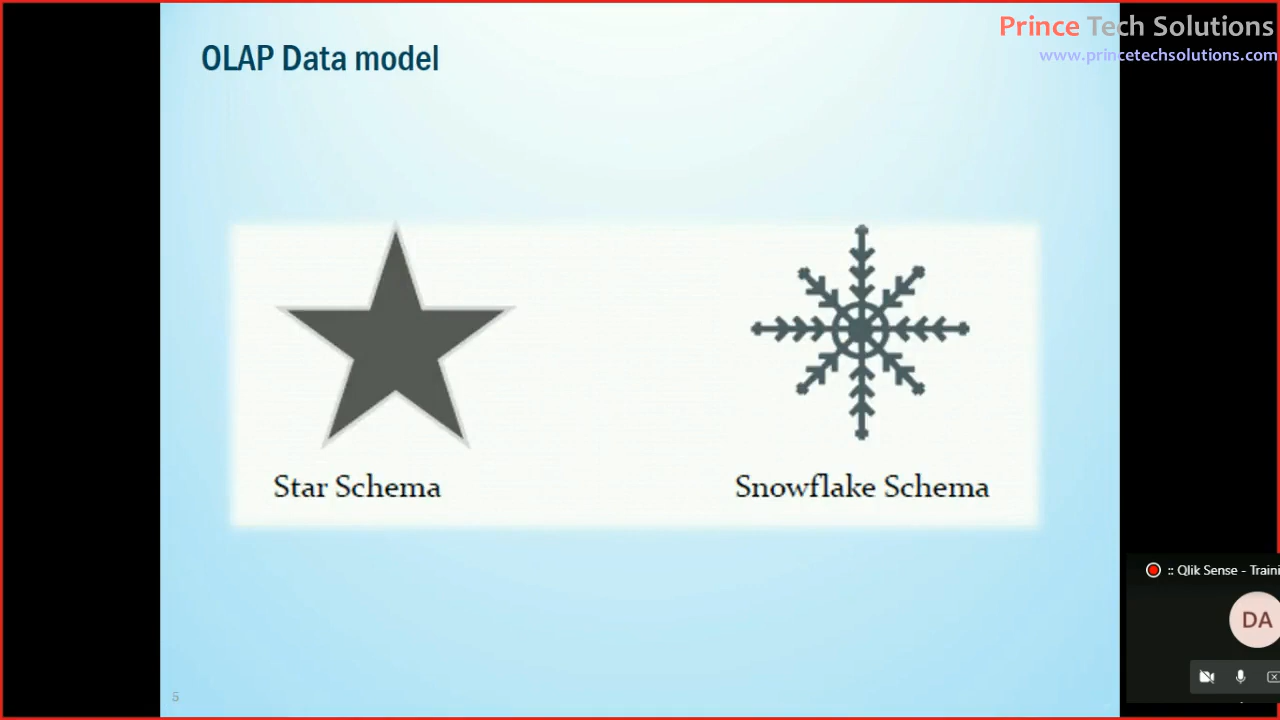 Prince Tech Solutions
www.princetechsolutions.com
OLAP Data model
Star Schema
Snowflake Schema
:: Qlik Sense - Traini
DA
5